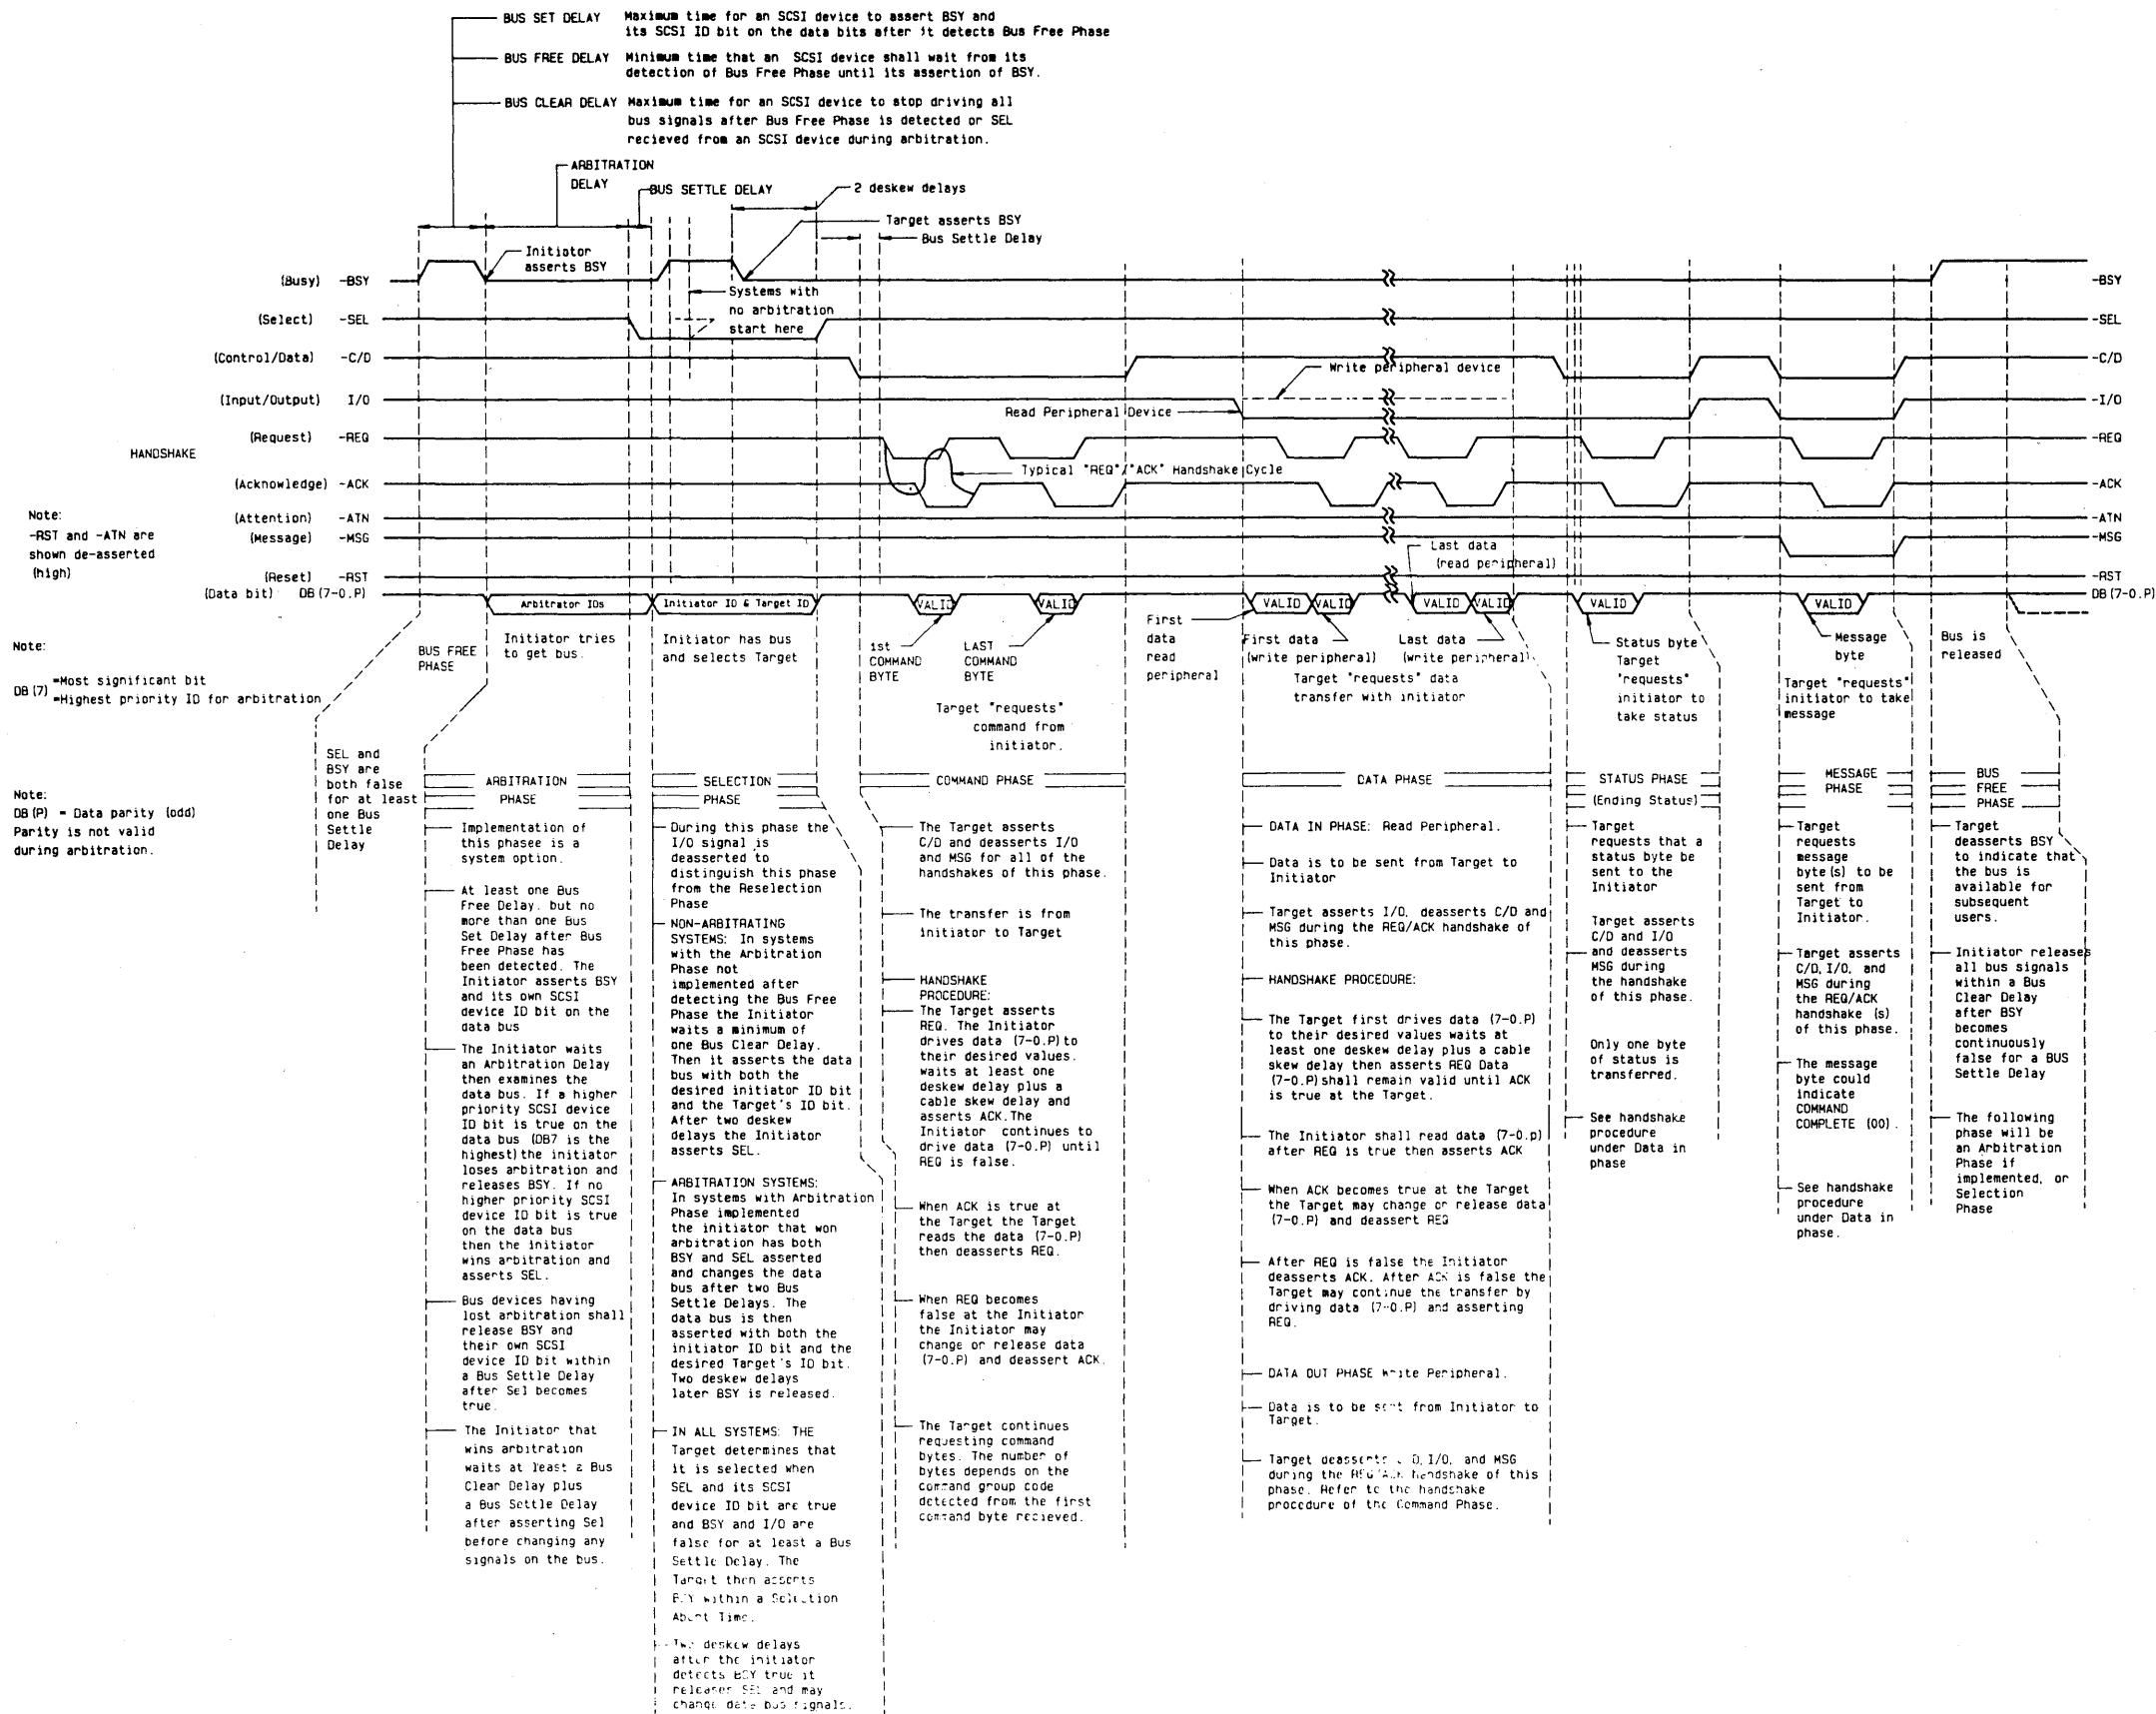 BUS SET DELAY Maximum time for an SCSI device to assert BSY and
its SCSI ID bit on the data bits after it detects Bus Free Phase
BUS FREE DELAY Minimum time that an SCSI device shall wait from its
detection of Bus Free Phase until its assertion of BSY.
BUS CLEAR DELAY Maximum time for an SCSI device to stop driving all
bus signals after Bus Free Phase is detected or SEL
recieved from an SCSI device during arbitration.
ARBITRATION
DELAY
BUS SETTLE DELAY
2 deskew delays
Target asserts BSY
Bus Settle Delay
Initiator
asserts BSY
(Busy) -BSY
-BSY
Systems with
no arbitration
start here
(Select) -SEL
-SEL
(Control/Data) -C/D
-C/D
Write peripheral device
(Input/Output) I/O
-I/O
Read Peripheral Device
(Request) -REQ
-REQ
HANDSHAKE
Typical "REQ"/"ACK" Handshake Cycle
(Acknowledge) -ACK
-ACK
(Attention) -ATN
-ATN
(Message) -MSG
-MSG
Last data
(read peripheral)
(Reset) -RST
-RST
(Data bit) DB(7-0.P)
DB(7-0.P)
Arbitrator IDs
Initiator ID & Target ID
VALID
VALID
VALID
VALID
VALID
VALID
VALID
VALID
Note:
-RST and -ATN are
shown de-asserted
(high)
Note:
DB(7) =Most significant bit
=Highest priority ID for arbitration
Note:
DB(P) = Data parity (odd)
Parity is not valid
during arbitration.
BUS FREE
PHASE
Initiator tries
to get bus.
Initiator has bus
and selects Target
1st
COMMAND
BYTE
LAST
COMMAND
BYTE
Target "requests"
command from
initiator.
First
data
read
peripheral
First data
(write peripheral)
Last data
(write peripheral)
Target "requests" data
transfer with initiator
Status byte
Target
"requests"
initiator to
take status
Message
byte
Target "requests"
initiator to take
message
Bus is
released
SEL and
BSY are
both false
for at least
one Bus
Settle
Delay
ARBITRATION
PHASE
Implementation of
this phasee is a
system option.
At least one Bus
Free Delay. but no
more than one Bus
Set Delay after Bus
Free Phase has
been detected. The
Initiator asserts BSY
and its own SCSI
device ID bit on the
data bus
The Initiator waits
an Arbitration Delay
then examines the
data bus. If a higher
priority SCSI device
ID bit is true on the
data bus (DB7 is the
highest) the initiator
loses arbitration and
releases BSY. If no
higher priority SCSI
device ID bit is true
on the data bus
then the initiator
wins arbitration and
asserts SEL.
Bus devices having
lost arbitration shall
release BSY and
their own SCSI
device ID bit within
a Bus Settle Delay
after Sel becomes
true.
The Initiator that
wins arbitration
waits at least a Bus
Clear Delay plus
a Bus Settle Delay
after asserting Sel
before changing any
signals on the bus.
SELECTION
PHASE
During this phase the
I/O signal is
deasserted to
distinguish this phase
from the Reselection
Phase
NON-ARBITRATING
SYSTEMS: In systems
with the Arbitration
Phase not
implemented after
detecting the Bus Free
Phase the Initiator
waits a minimum of
one Bus Clear Delay.
Then it asserts the data
bus with both the
desired initiator ID bit
and the Target's ID bit.
After two deskew
delays the Initiator
asserts SEL.
ARBITRATION SYSTEMS:
In systems with Arbitration
Phase implemented
the initiator that won
arbitration has both
BSY and SEL asserted
and changes the data
bus after two Bus
Settle Delays. The
data bus is then
asserted with both the
initiator ID bit and the
desired Target's ID bit.
Two deskew delays
later BSY is released.
IN ALL SYSTEMS: THE
Target determines that
it is selected when
SEL and its SCSI
device ID bit are true
and BSY and I/O are
false for at least a Bus
Settle Delay. The
Target then asserts
BSY within a Selection
Abort Time.
Two deskew delays
after the initiator
detects BSY true it
releases SEL and may
change data bus signals.
COMMAND PHASE
The Target asserts
C/D and deasserts I/O
and MSG for all of the
handshakes of this phase.
The transfer is from
initiator to Target
HANDSHAKE
PROCEDURE:
The Target asserts
REQ. The Initiator
drives data (7-0.P) to
their desired values.
waits at least one
deskew delay plus a
cable skew delay and
asserts ACK.The
Initiator continues to
drive data (7-0.P) until
REQ is false.
When ACK is true at
the Target the Target
reads the data (7-0.P)
then deasserts REQ.
When REQ becomes
false at the Initiator
the Initiator may
change or release data
(7-0.P) and deassert ACK.
The Target continues
requesting command
bytes. The number of
bytes depends on the
command group code
detected from the first
command byte recieved.
DATA PHASE
DATA IN PHASE: Read Peripheral.
Data is to be sent from Target to
Initiator
Target asserts I/O, deasserts C/D and
MSG during the REQ/ACK handshake of
this phase.
HANDSHAKE PROCEDURE:
The Target first drives data (7-0.P)
to their desired values waits at
least one deskew delay plus a cable
skew delay then asserts REQ Data
(7-0.P) shall remain valid until ACK
is true at the Target.
The Initiator shall read data (7-0.p)
after REQ is true then asserts ACK
When ACK becomes true at the Target
the Target may change or release data
(7-0.P) and deassert REQ
After REQ is false the Initiator
deasserts ACK. After ACK is false the
Target may continue the transfer by
driving data (7-0.P) and asserting
REQ.
DATA OUT PHASE Write Peripheral.
Data is to be sent from Initiator to
Target.
Target deasserts D, I/O, and MSG
during the REQ/ACK handshake of this
phase. Refer to the handshake
procedure of the Command Phase.
STATUS PHASE
(Ending Status)
Target
requests that a
status byte be
sent to the
Initiator
Target asserts
C/D and I/O
and deasserts
MSG during
the handshake
of this phase.
Only one byte
of status is
transferred.
See handshake
procedure
under Data in
phase
MESSAGE
PHASE
Target
requests
message
byte(s) to be
sent from
Target to
Initiator.
Target asserts
C/D, I/O, and
MSG during
the REQ/ACK
handshake (s)
of this phase.
The message
byte could
indicate
COMMAND
COMPLETE (00).
See handshake
procedure
under Data in
phase.
BUS
FREE
PHASE
Target
deasserts BSY
to indicate that
the bus is
available for
subsequent
users.
Initiator releases
all bus signals
within a Bus
Clear Delay
after BSY
becomes
continuously
false for a BUS
Settle Delay
The following
phase will be
an Arbitration
Phase if
implemented, or
Selection
Phase